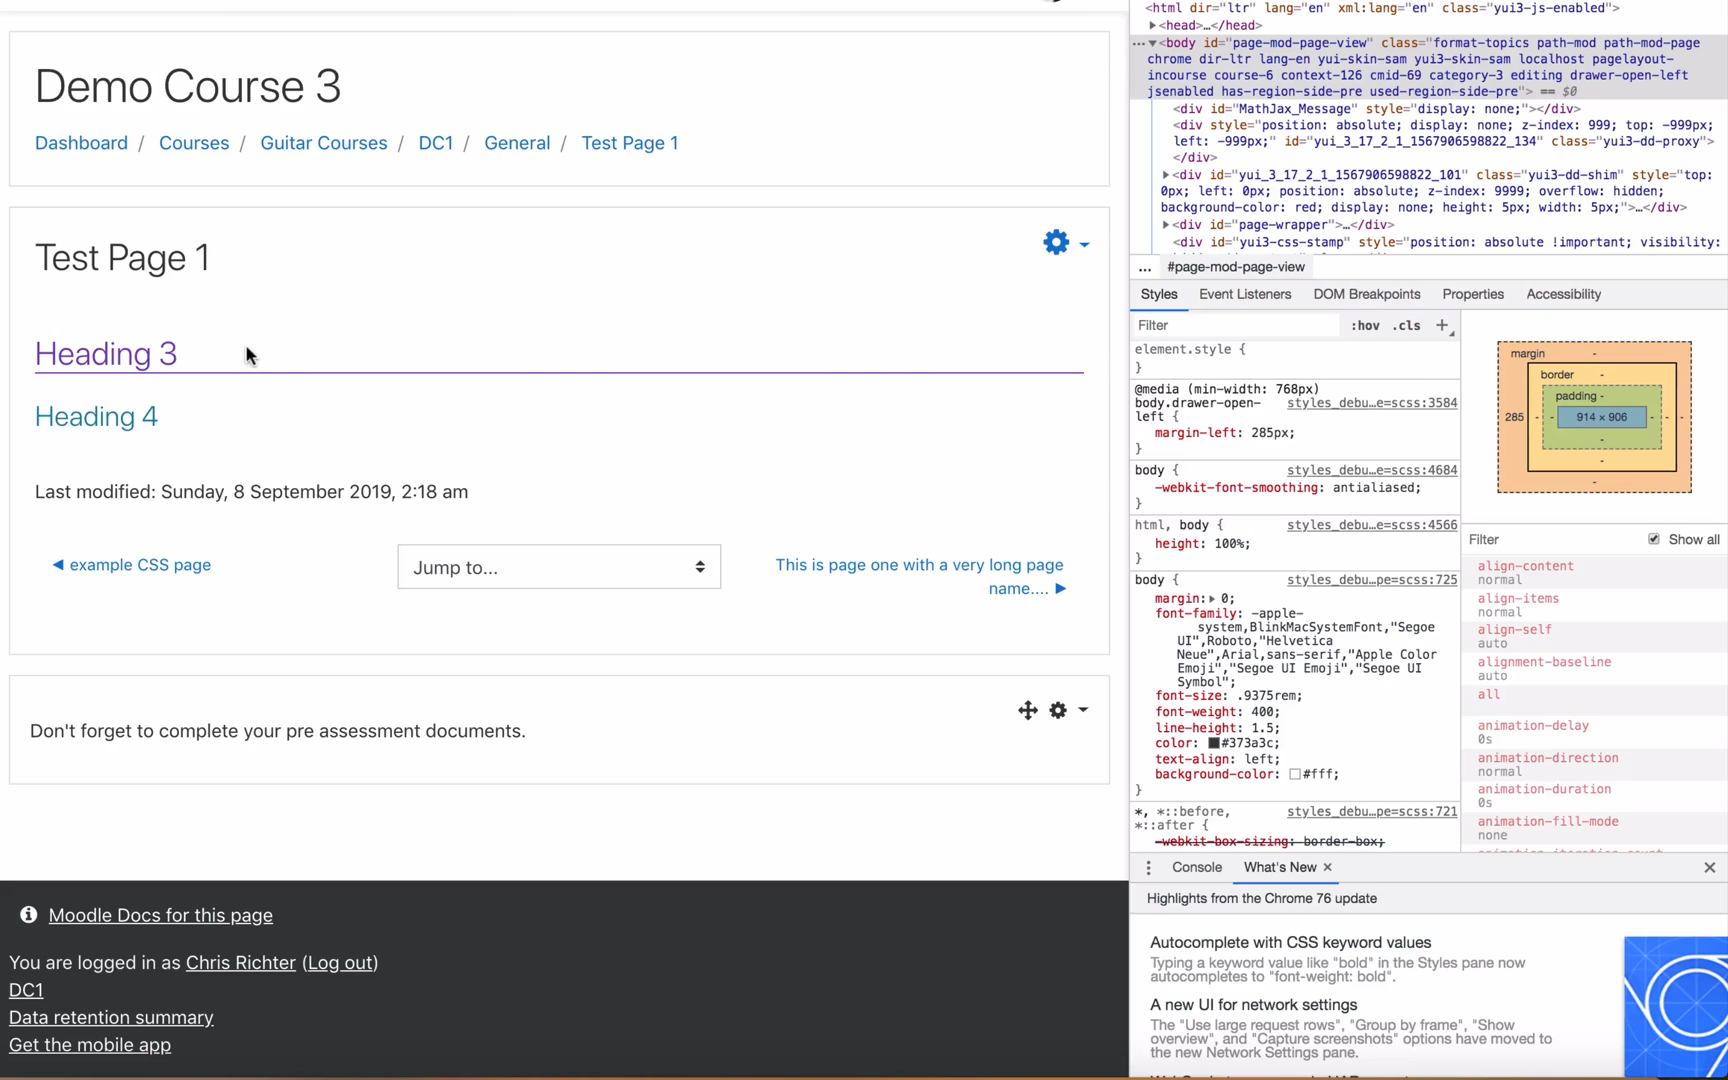 Demo Course 3
Dashboard / Courses / Guitar Courses / DC1 / General / Test Page 1
Test Page 1
Heading 3
Heading 4
Last modified: Sunday, 8 September 2019, 2:18 am
◄ example CSS page
Jump to...
This is page one with a very long page
name.... ►
Don't forget to complete your pre assessment documents.
Moodle Docs for this page
You are logged in as Chris Richter (Log out)
DC1
Data retention summary
Get the mobile app
<html dir="ltr" lang="en" xml:lang="en" class="yui3-js-enabled">
▶<head>…</head>
…▼<body id="page-mod-page-view" class="format-topics path-mod path-mod-page
chrome dir-ltr lang-en yui-skin-sam yui3-skin-sam localhost pagelayout-
incourse course-6 context-126 cmid-69 category-3 editing drawer-open-left
jsenabled has-region-side-pre used-region-side-pre"> == $0
<div id="MathJax_Message" style="display: none;"></div>
<div style="position: absolute; display: none; z-index: 999; top: -999px;
left: -999px;" id="yui_3_17_2_1_1567906598822_134" class="yui3-dd-proxy">
</div>
▶<div id="yui_3_17_2_1_1567906598822_101" class="yui3-dd-shim" style="top:
0px; left: 0px; position: absolute; z-index: 9999; overflow: hidden;
background-color: red; display: none; height: 5px; width: 5px;">…</div>
▶<div id="page-wrapper">…</div>
<div id="yui3-css-stamp" style="position: absolute !important; visibility:
... #page-mod-page-view
Styles Event Listeners DOM Breakpoints Properties Accessibility
Filter :hov .cls +
element.style {
}
@media (min-width: 768px)
body.drawer-open- styles_debu…e=scss:3584
left {
margin-left: 285px;
}
body { styles_debu…e=scss:4684
-webkit-font-smoothing: antialiased;
}
html, body { styles_debu…e=scss:4566
height: 100%;
}
body { styles_debu…pe=scss:725
margin:▶ 0;
font-family: -apple-
system,BlinkMacSystemFont,"Segoe
UI",Roboto,"Helvetica
Neue",Arial,sans-serif,"Apple Color
Emoji","Segoe UI Emoji","Segoe UI
Symbol";
font-size: .9375rem;
font-weight: 400;
line-height: 1.5;
color: #373a3c;
text-align: left;
background-color: #fff;
}
*, *::before, styles_debu…pe=scss:721
*::after {
-webkit-box-sizing: border-box;
margin -
border -
padding -
285 - - 914 × 906 - - -
-
-
-
Filter Show all
align-content
normal
align-items
normal
align-self
auto
alignment-baseline
auto
all
animation-delay
0s
animation-direction
normal
animation-duration
0s
animation-fill-mode
none
Console What's New ×
Highlights from the Chrome 76 update
Autocomplete with CSS keyword values
Typing a keyword value like "bold" in the Styles pane now
autocompletes to "font-weight: bold".
A new UI for network settings
The "Use large request rows", "Group by frame", "Show
overview", and "Capture screenshots" options have moved to
the new Network Settings pane.